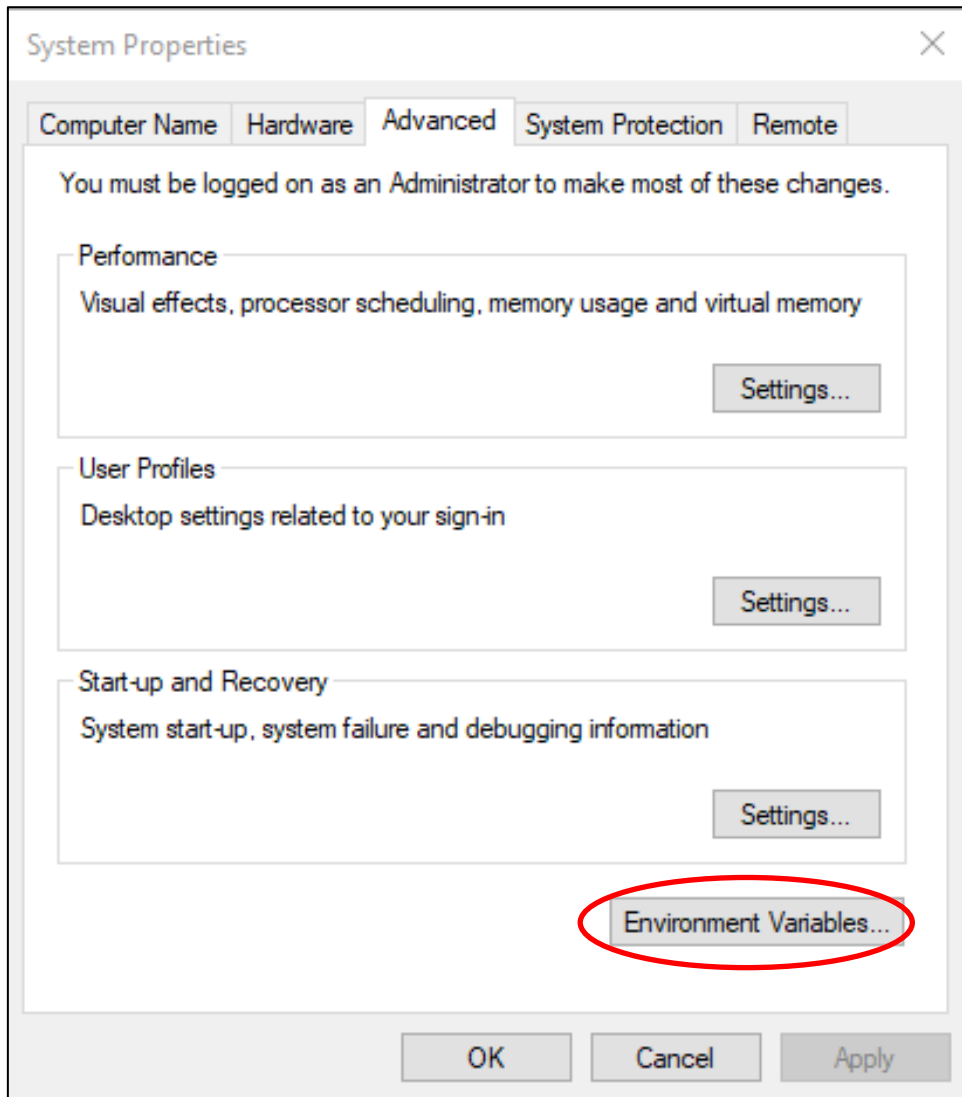 System Properties
Computer Name Hardware Advanced System Protection Remote
You must be logged on as an Administrator to make most of these changes.
Performance
Visual effects, processor scheduling, memory usage and virtual memory
Settings...
User Profiles
Desktop settings related to your sign-in
Settings...
Start-up and Recovery
System start-up, system failure and debugging information
Settings...
Environment Variables...
OK Cancel Apply